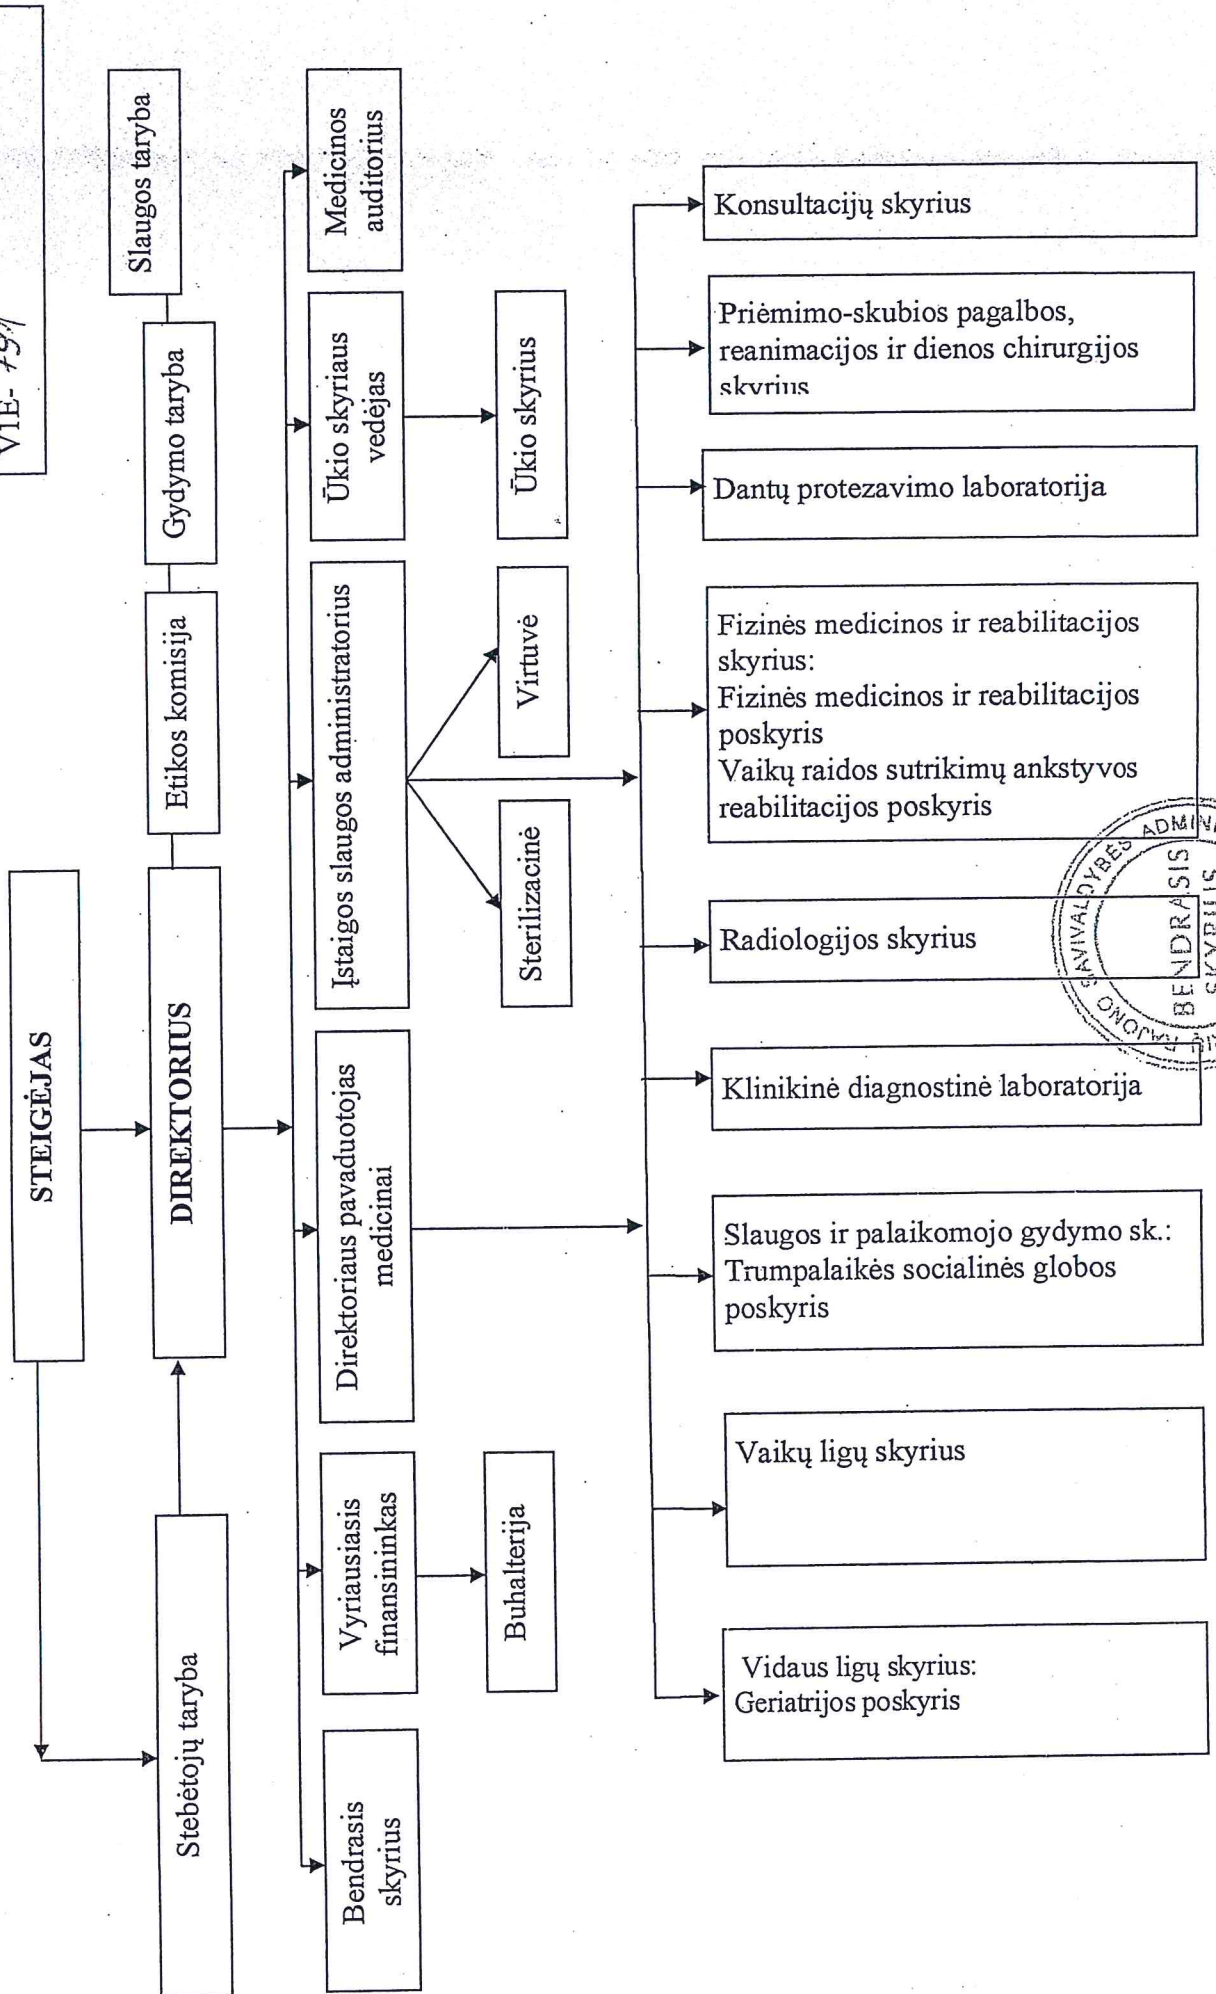 V1E-
STEIGĖJAS
Stebėtojų taryba
DIREKTORIUS
Etikos komisija
Gydymo taryba
Slaugos taryba
Bendrasis
skyrius
Vyriausiasis
finansininkas
Direktoriaus pavaduotojas
medicinai
Įstaigos slaugos administratorius
Ūkio skyriaus
vedėjas
Medicinos
auditorius
Buhalterija
Sterilizacinė
Virtuvė
Ūkio skyrius
Konsultacijų skyrius
Priėmimo-skubios pagalbos,
reanimacijos ir dienos chirurgijos
skyrius
Dantų protezavimo laboratorija
Fizinės medicinos ir reabilitacijos
skyrius:
Fizinės medicinos ir reabilitacijos
poskyris
Vaikų raidos sutrikimų ankstyvos
reabilitacijos poskyris
Radiologijos skyrius
Klinikinė diagnostinė laboratorija
Slaugos ir palaikomojo gydymo sk.:
Trumpalaikės socialinės globos
poskyris
Vaikų ligų skyrius
Vidaus ligų skyrius:
Geriatrijos poskyris
RAJONO SAVIVALDYBĖS
BENDRASIS
SKYRIUS